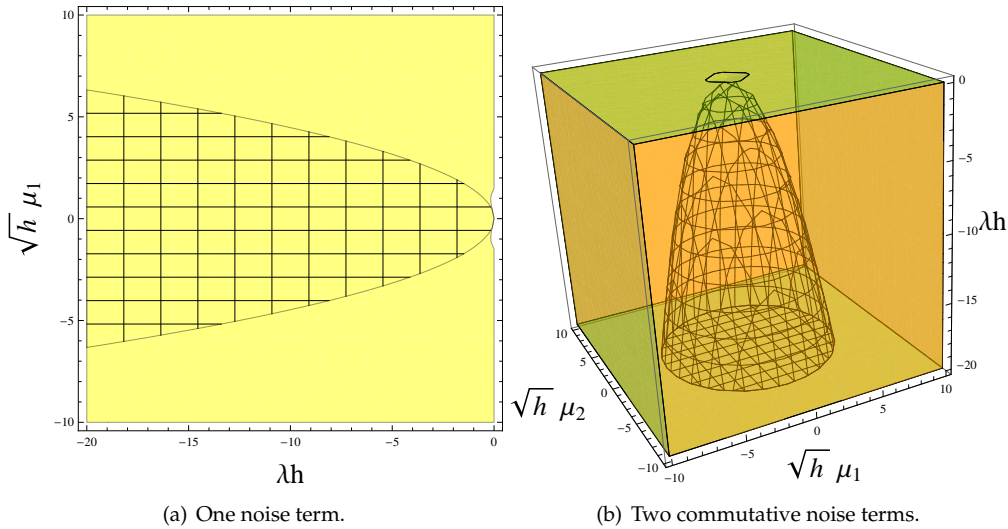 10
5
√h μ₁
0
−5
−10
−20 −15 −10 −5 0
λh
(a) One noise term.
0
−5
−10
λh
−15
−20
10
5
0
√h μ₂
−5
−10
−10 −5 0 5 10
√h μ₁
(b) Two commutative noise terms.